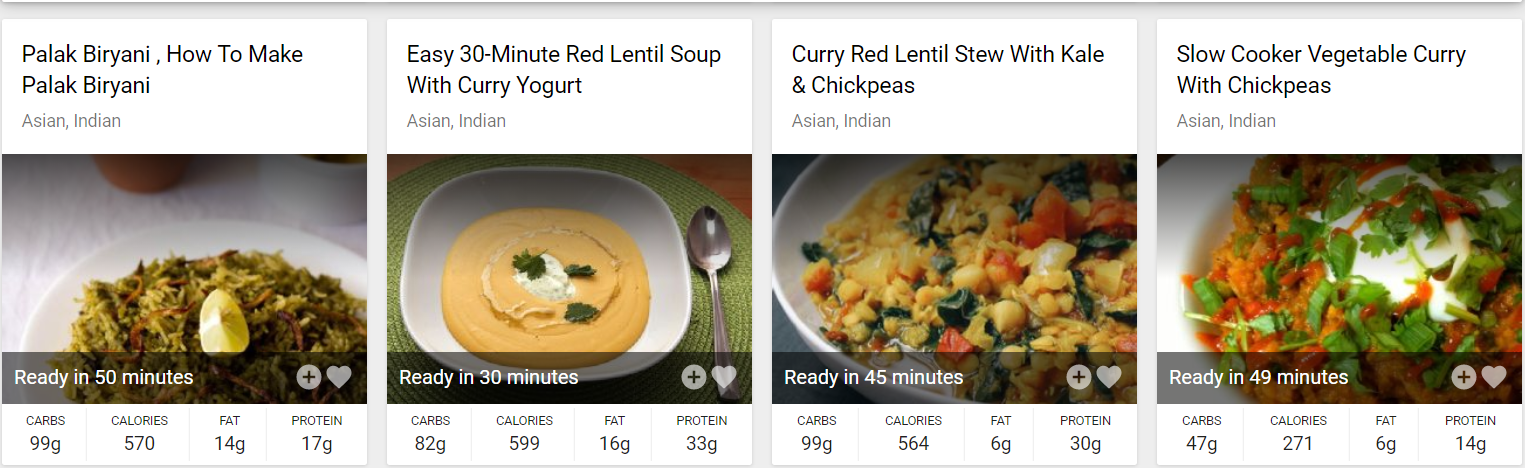 Palak Biryani , How To Make
Palak Biryani
Asian, Indian
Ready in 50 minutes
CARBS CALORIES FAT PROTEIN
99g 570 14g 17g
Easy 30-Minute Red Lentil Soup
With Curry Yogurt
Asian, Indian
Ready in 30 minutes
CARBS CALORIES FAT PROTEIN
82g 599 16g 33g
Curry Red Lentil Stew With Kale
& Chickpeas
Asian, Indian
Ready in 45 minutes
CARBS CALORIES FAT PROTEIN
99g 564 6g 30g
Slow Cooker Vegetable Curry
With Chickpeas
Asian, Indian
Ready in 49 minutes
CARBS CALORIES FAT PROTEIN
47g 271 6g 14g